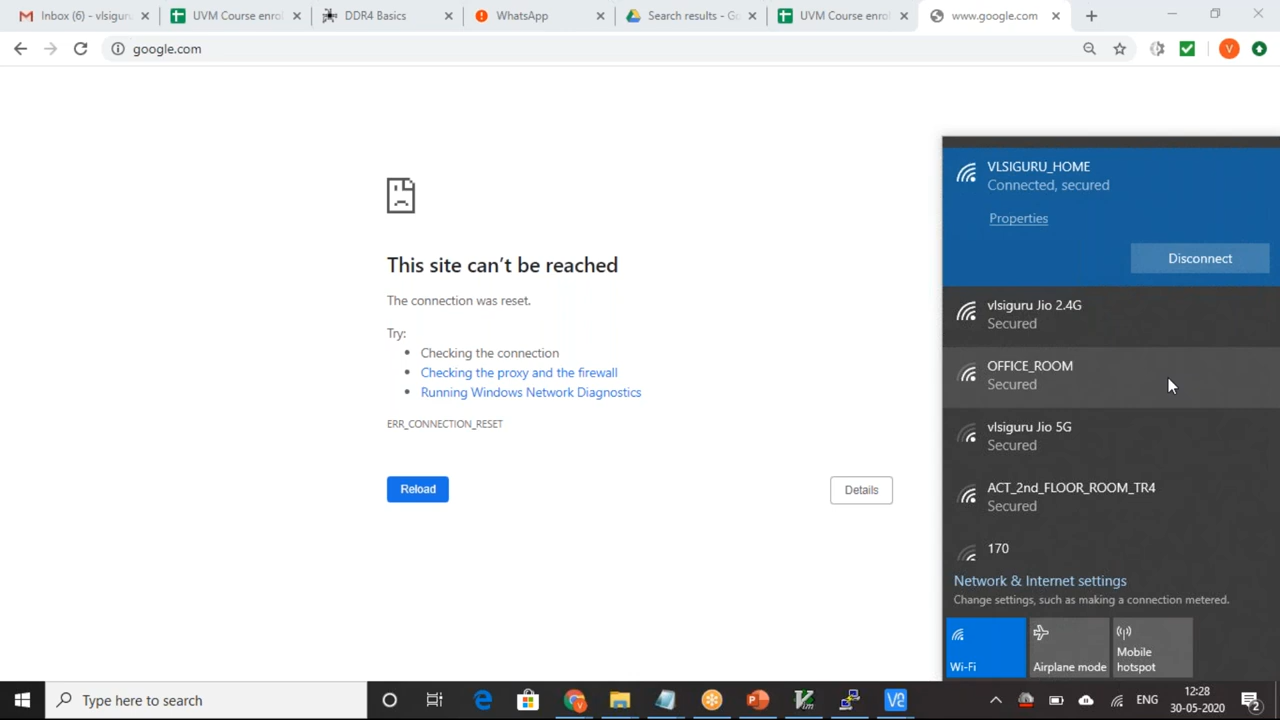 Inbox (6) - vlsigur
UVM Course enrol
DDR4 Basics
WhatsApp
Search results - Go
UVM Course enrol
www.google.com
google.com
V
This site can't be reached
The connection was reset.
Try:
Checking the connection
Checking the proxy and the firewall
Running Windows Network Diagnostics
ERR_CONNECTION_RESET
Reload
Details
VLSIGURU_HOME
Connected, secured
Properties
Disconnect
vlsiguru Jio 2.4G
Secured
OFFICE_ROOM
Secured
vlsiguru Jio 5G
Secured
ACT_2nd_FLOOR_ROOM_TR4
Secured
170
Network & Internet settings
Change settings, such as making a connection metered.
Wi-Fi
Airplane mode
Mobile
hotspot
Type here to search
ENG
12:28
30-05-2020
2